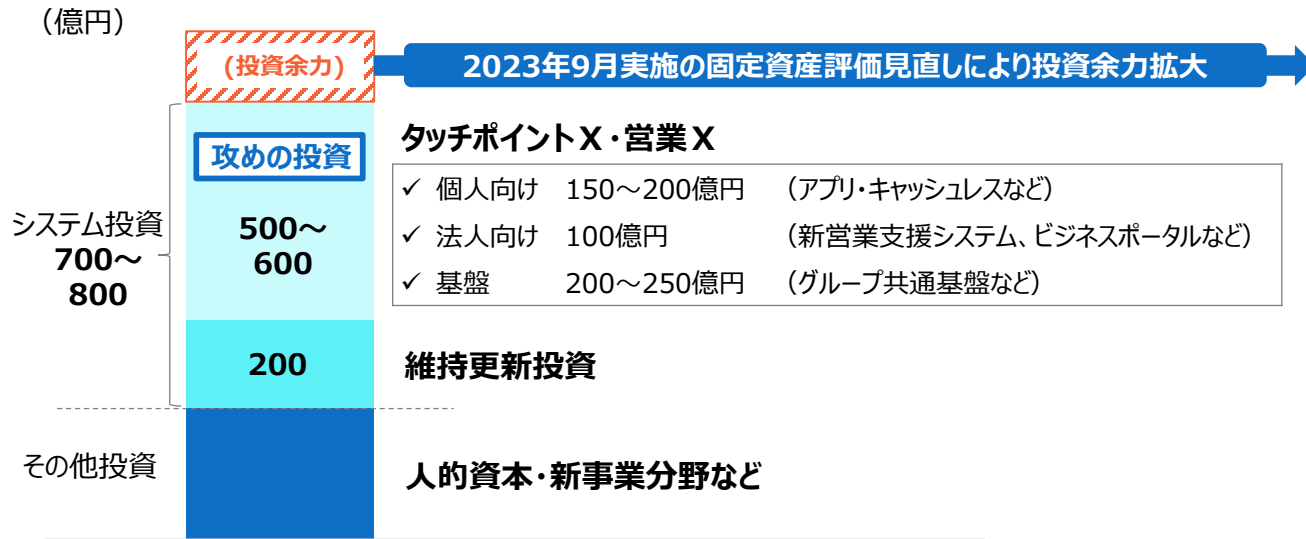 （億円）
(投資余力)
2023年9月実施の固定資産評価見直しにより投資余力拡大
攻めの投資
タッチポイントX・営業X
✓ 個人向け 150～200億円 （アプリ・キャッシュレスなど）
✓ 法人向け 100億円 （新営業支援システム、ビジネスポータルなど）
✓ 基盤 200～250億円 （グループ共通基盤など）
システム投資
700～
800
500～
600
200
維持更新投資
その他投資
人的資本・新事業分野など